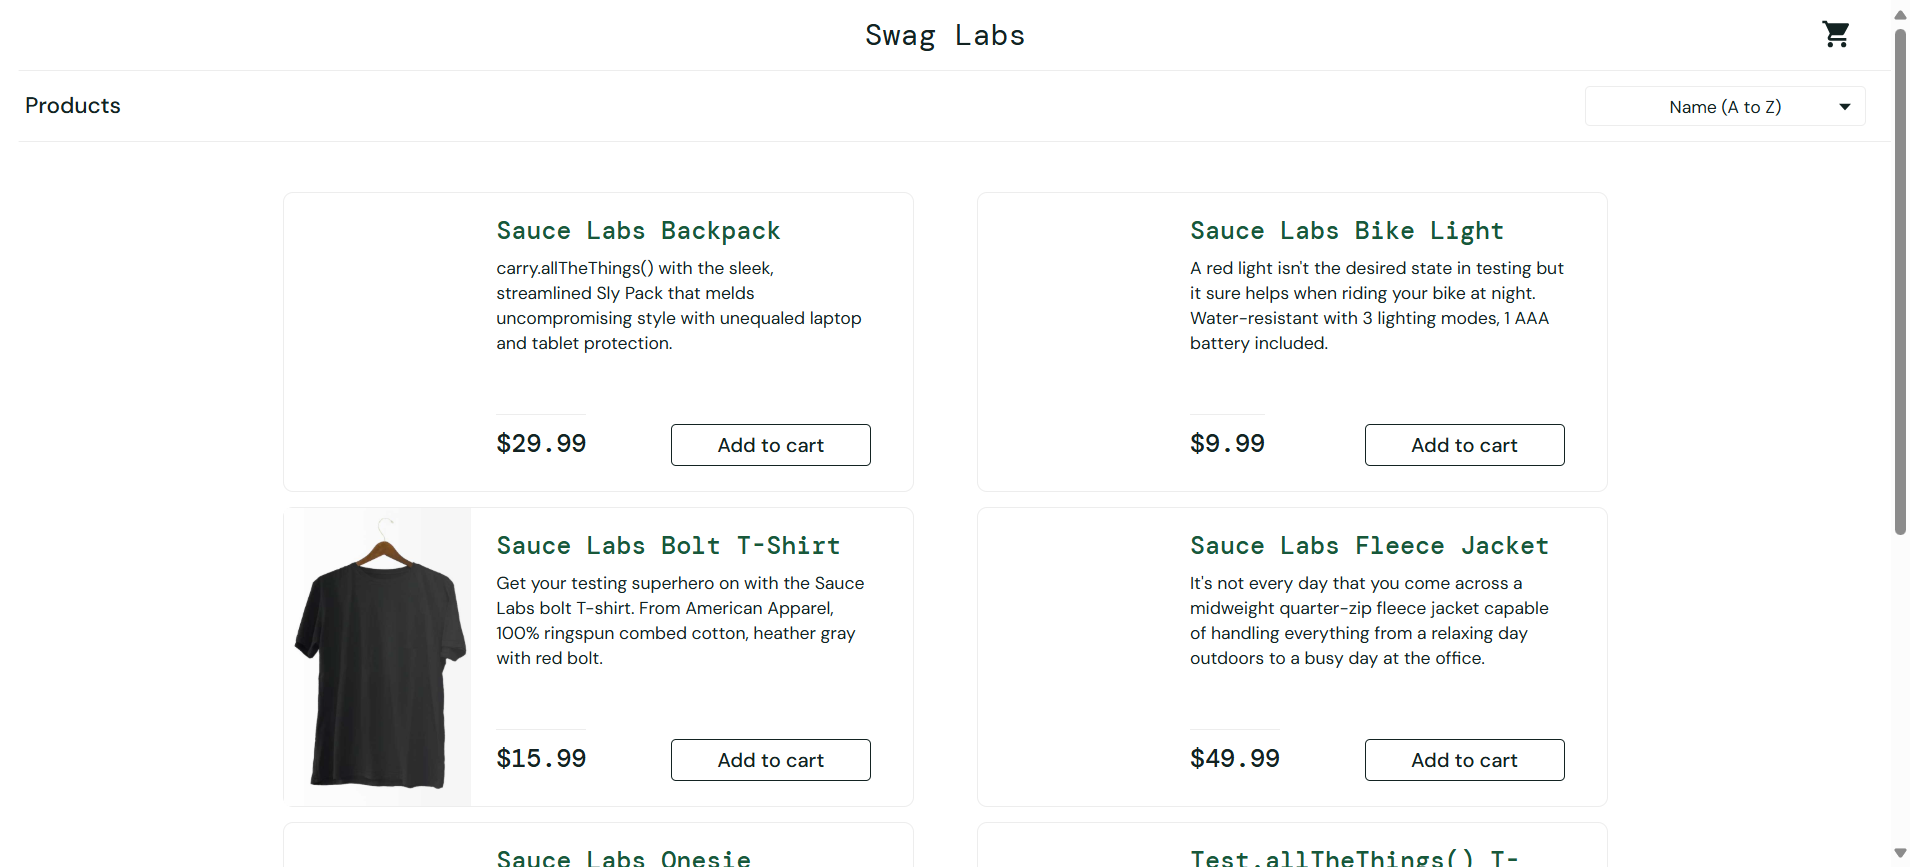 Swag Labs
Products
Name (A to Z)
Sauce Labs Backpack
carry.allTheThings() with the sleek,
streamlined Sly Pack that melds
uncompromising style with unequaled laptop
and tablet protection.
$29.99
Add to cart
Sauce Labs Bike Light
A red light isn't the desired state in testing but
it sure helps when riding your bike at night.
Water-resistant with 3 lighting modes, 1 AAA
battery included.
$9.99
Add to cart
Sauce Labs Bolt T-Shirt
Get your testing superhero on with the Sauce
Labs bolt T-shirt. From American Apparel,
100% ringspun combed cotton, heather gray
with red bolt.
$15.99
Add to cart
Sauce Labs Fleece Jacket
It's not every day that you come across a
midweight quarter-zip fleece jacket capable
of handling everything from a relaxing day
outdoors to a busy day at the office.
$49.99
Add to cart
Sauce Labs Onesie
Test.allTheThings() T-